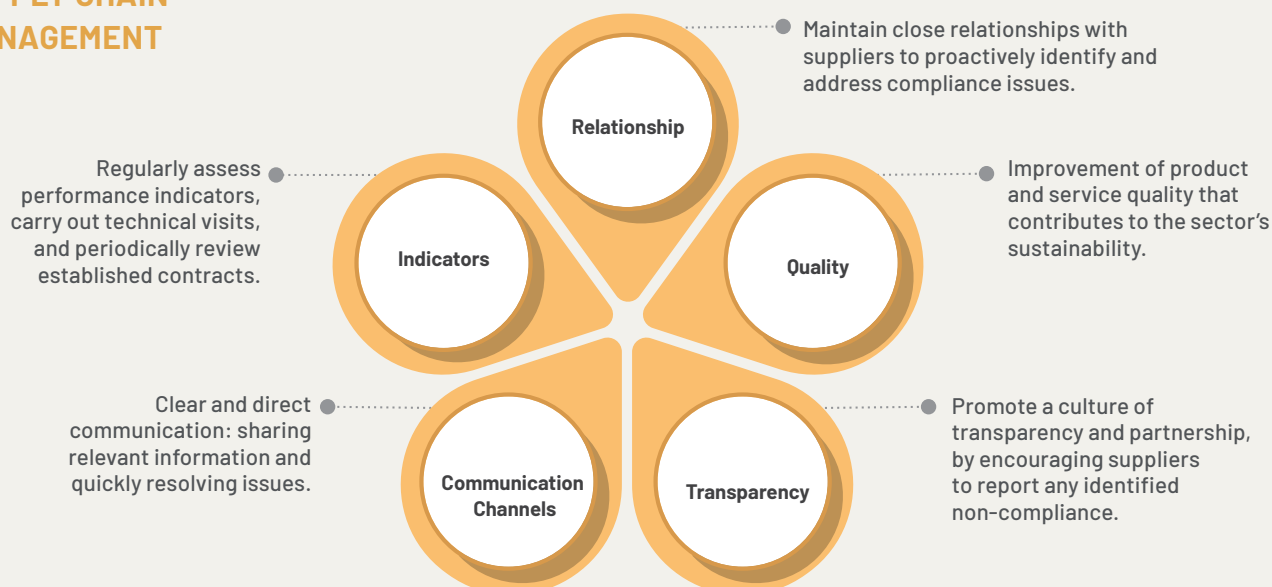 MANAGEMENT
Maintain close relationships with
suppliers to proactively identify and
address compliance issues.
Relationship
Regularly assess
performance indicators,
carry out technical visits,
and periodically review
established contracts.
Indicators
Improvement of product
and service quality that
contributes to the sector’s
sustainability.
Quality
Clear and direct
communication: sharing
relevant information and
quickly resolving issues.
Communication
Channels
Promote a culture of
transparency and partnership,
by encouraging suppliers
to report any identified
non-compliance.
Transparency